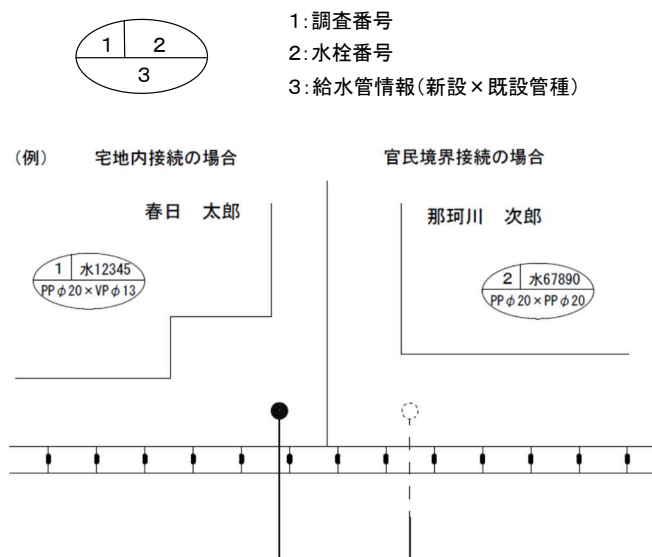 1 2
3
1:調査番号
2:水栓番号
3:給水管情報(新設×既設管種)
(例) 宅地内接続の場合 官民境界接続の場合
春日 太郎
那珂川 次郎
1 水12345
PPφ20×VPφ13
2 水67890
PPφ20×PPφ20